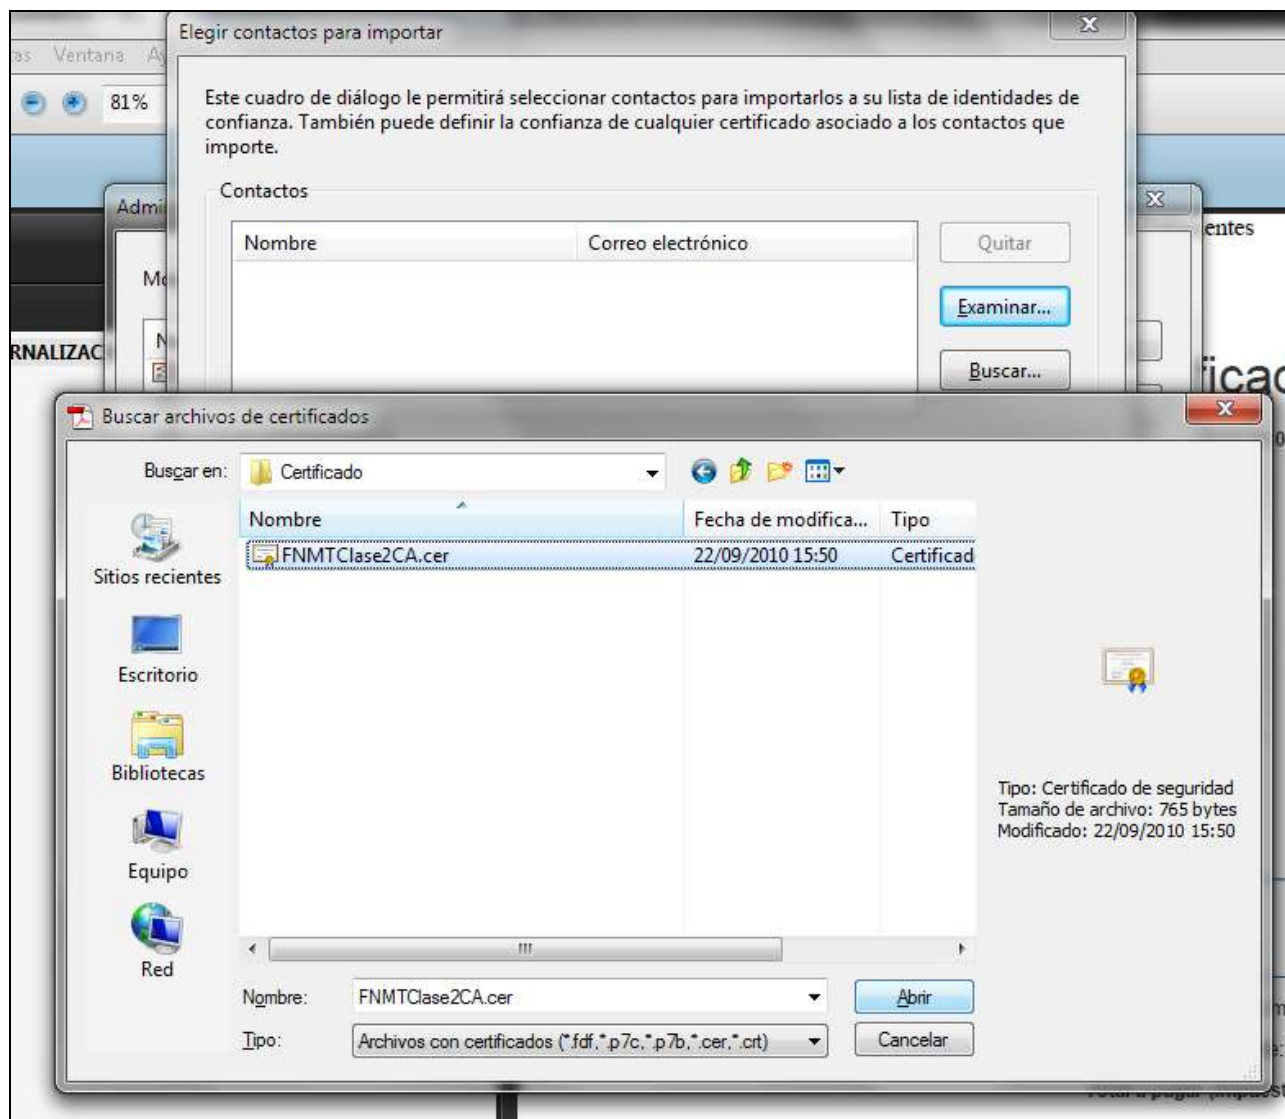 Elegir contactos para importar
Ventana
81%
Este cuadro de diálogo le permitirá seleccionar contactos para importarlos a su lista de identidades de
confianza. También puede definir la confianza de cualquier certificado asociado a los contactos que
importe.
Contactos
Admi
entes
Nombre Correo electrónico Quitar
Examinar...
RNALIZAC
Buscar...
ficac
Buscar archivos de certificados
Buscar en: Certificado
Nombre Fecha de modifica... Tipo
FNMTClase2CA.cer 22/09/2010 15:50 Certificad
Sitios recientes
Escritorio
Bibliotecas
Equipo
Red
Tipo: Certificado de seguridad
Tamaño de archivo: 765 bytes
Modificado: 22/09/2010 15:50
Nombre: FNMTClase2CA.cer Abrir
Tipo: Archivos con certificados (*.fdf,*.p7c,*.p7b,*.cer,*.crt) Cancelar